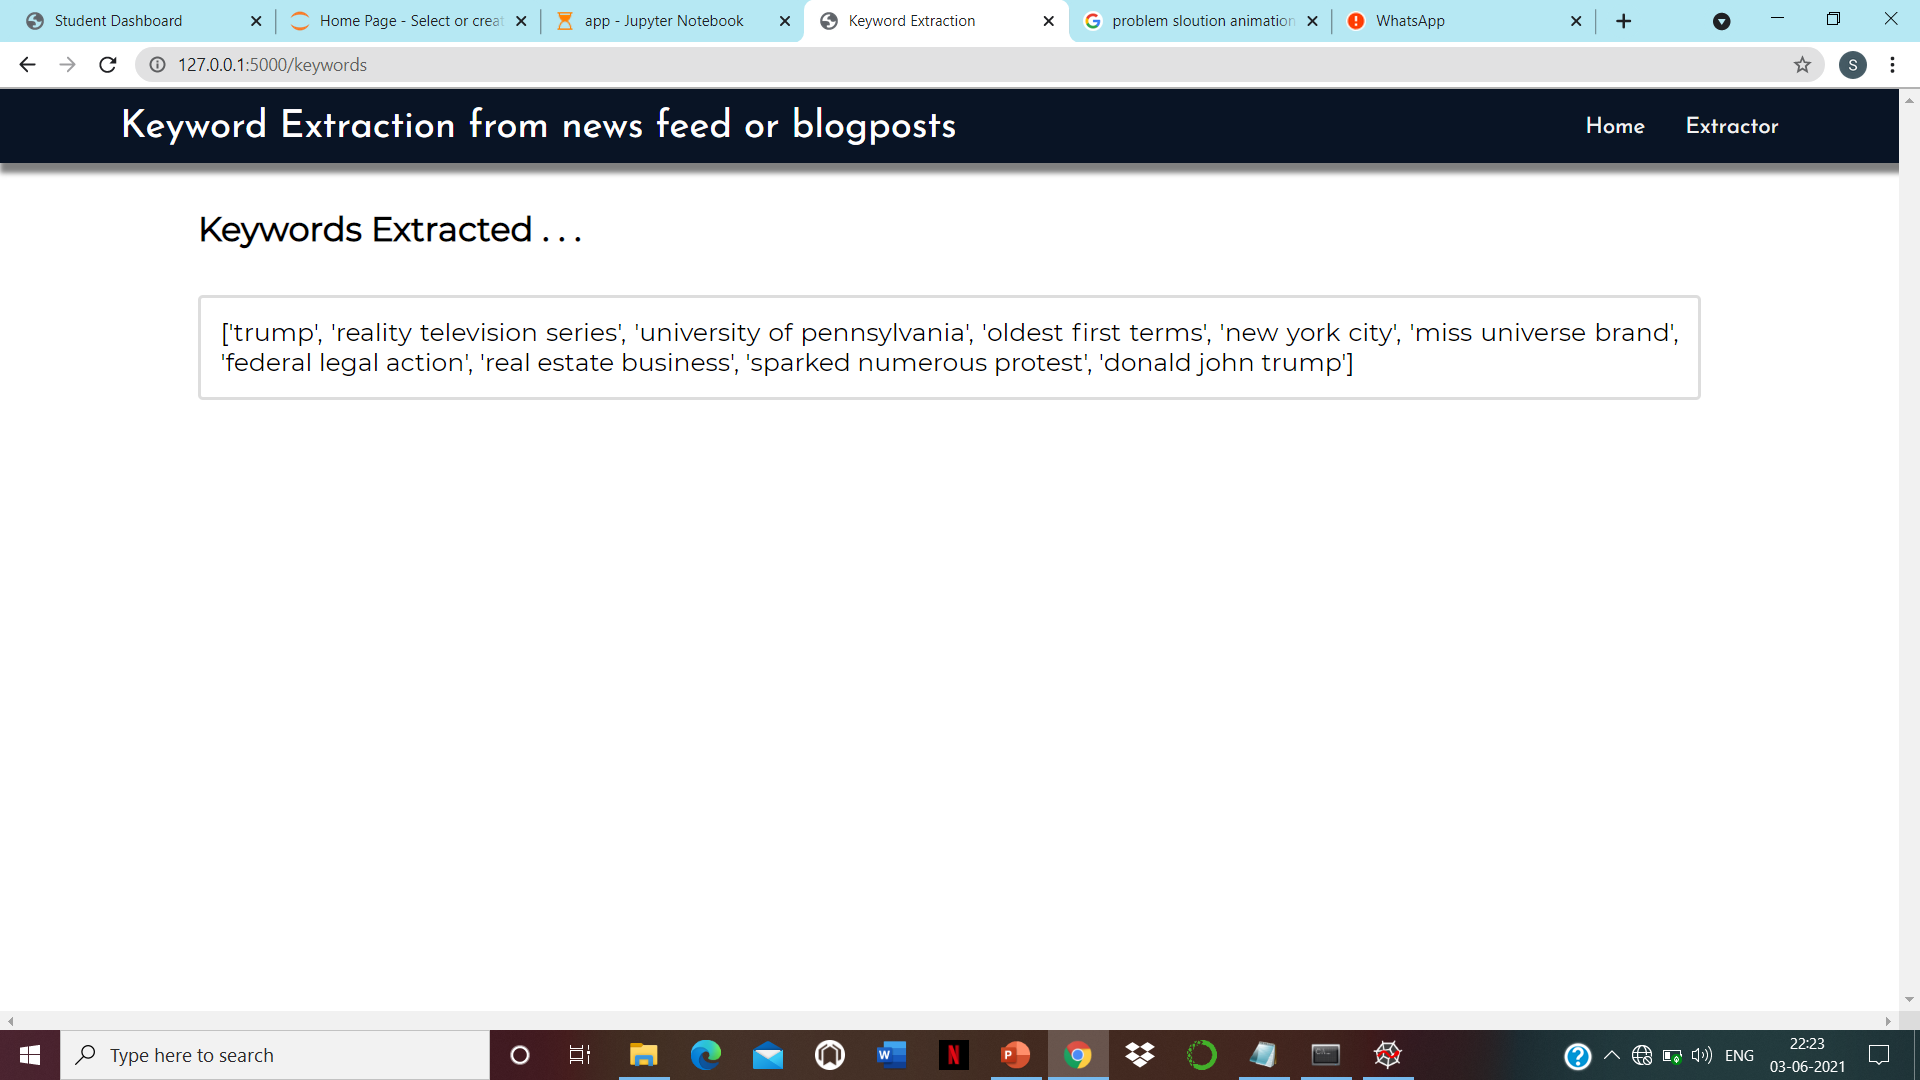 Student Dashboard
Home Page - Select or creat
app - Jupyter Notebook
Keyword Extraction
problem sloution animation
WhatsApp
127.0.0.1:5000/keywords
S
Keyword Extraction from news feed or blogposts
Home
Extractor
Keywords Extracted . . .
['trump', 'reality television series', 'university of pennsylvania', 'oldest first terms', 'new york city', 'miss universe brand',
'federal legal action', 'real estate business', 'sparked numerous protest', 'donald john trump']
Type here to search
ENG
22:23
03-06-2021